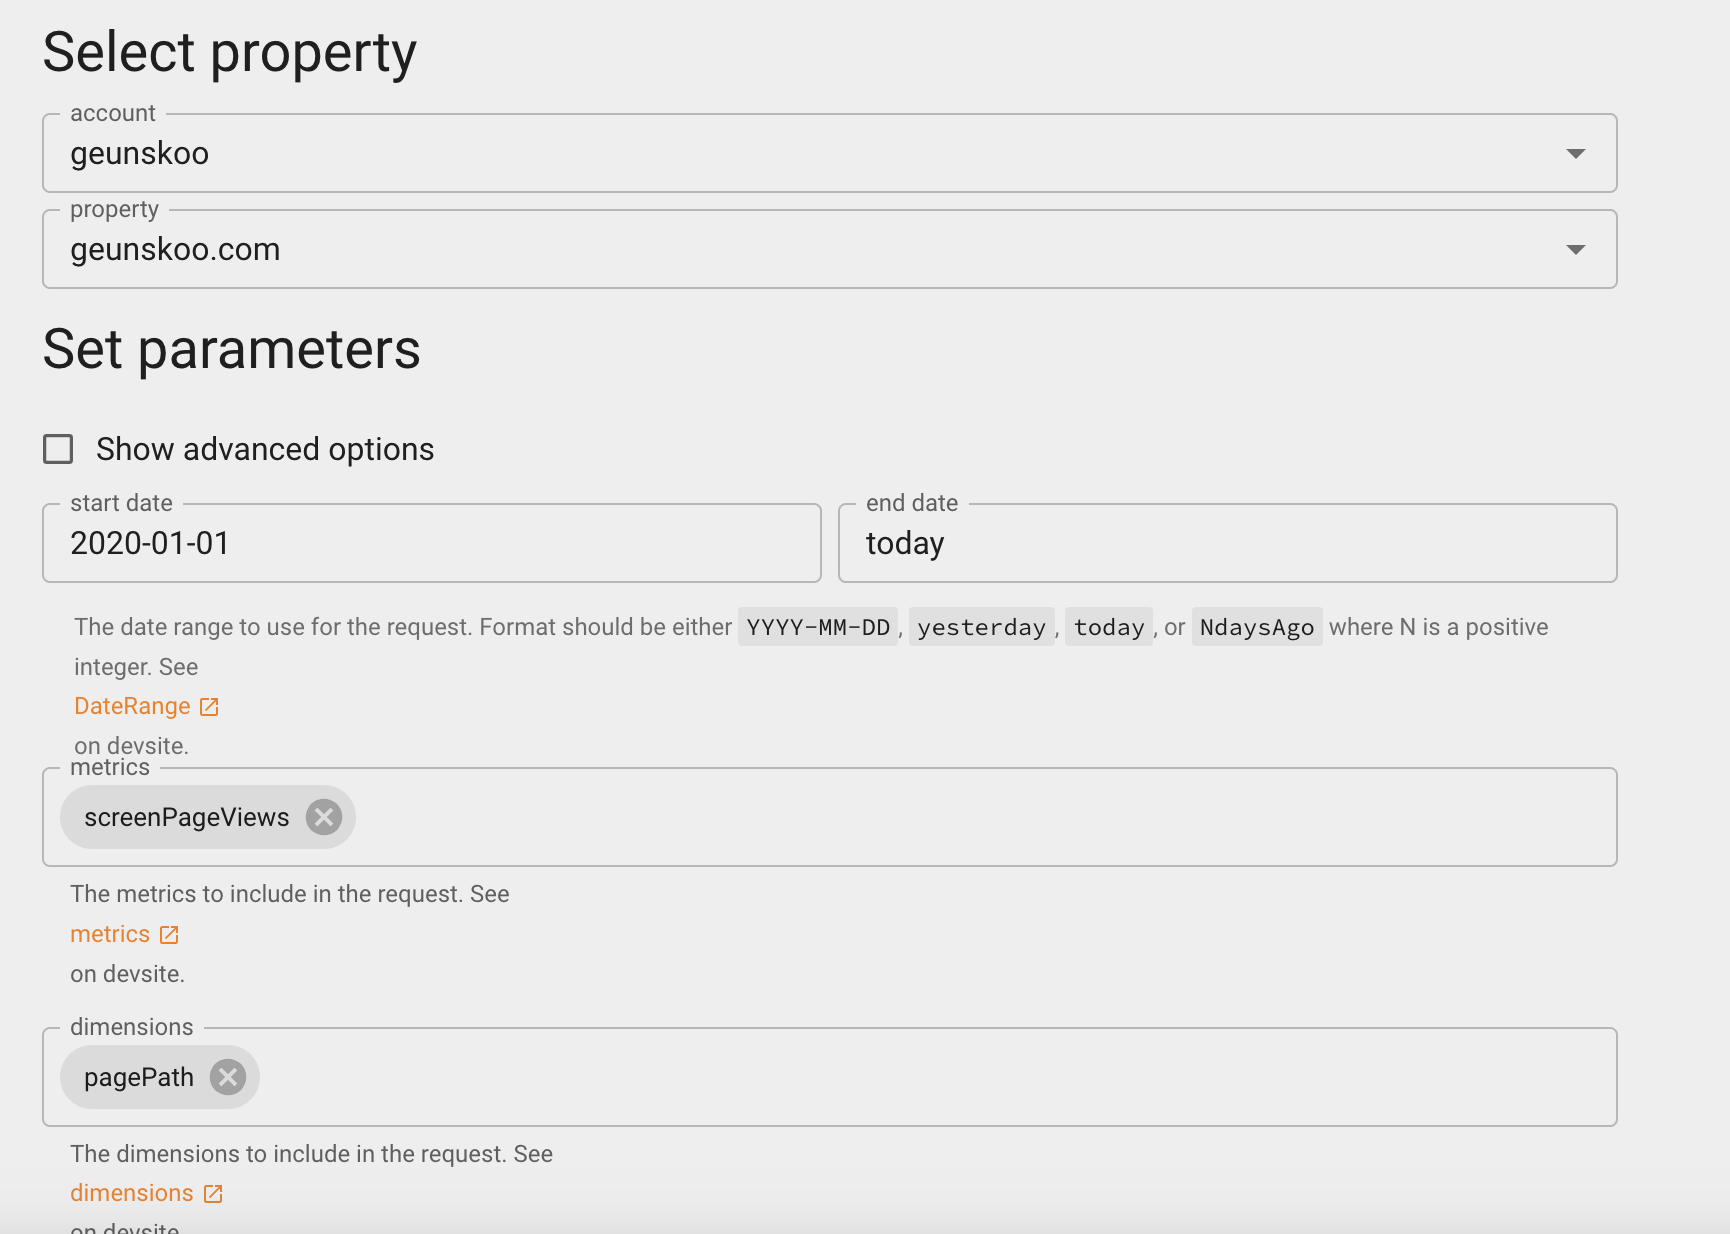 Select property
account
geunskoo
property
geunskoo.com
Set parameters
Show advanced options
start date
2020-01-01
end date
today
The date range to use for the request. Format should be either YYYY-MM-DD, yesterday, today, or NdaysAgo where N is a positive
integer. See
DateRange
on devsite.
metrics
screenPageViews
The metrics to include in the request. See
metrics
on devsite.
dimensions
pagePath
The dimensions to include in the request. See
dimensions
on devsite